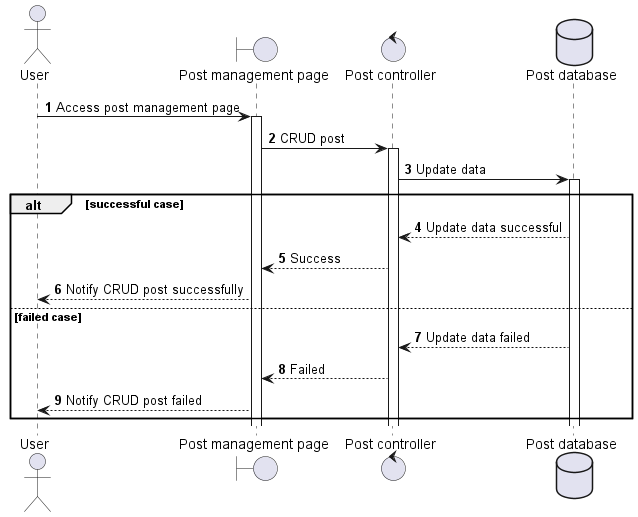 User
Post management page
Post controller
Post database
1 Access post management page
2 CRUD post
3 Update data
alt [successful case]
4 Update data successful
5 Success
6 Notify CRUD post successfully
[failed case]
7 Update data failed
8 Failed
9 Notify CRUD post failed
User
Post management page
Post controller
Post database